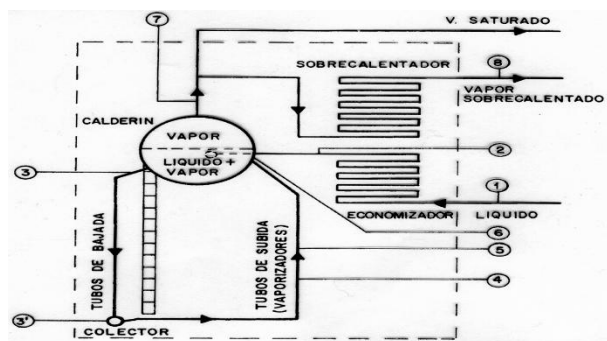 7
V. SATURADO
SOBRECALENTADOR
8
VAPOR
SOBRECALENTADO
CALDERIN
VAPOR
LIQUIDO +
VAPOR
2
3
1
ECONOMIZADOR
LIQUIDO
6
5
4
TUBOS DE BAJADA
TUBOS DE SUBIDA
(VAPORIZADORES)
3'
COLECTOR